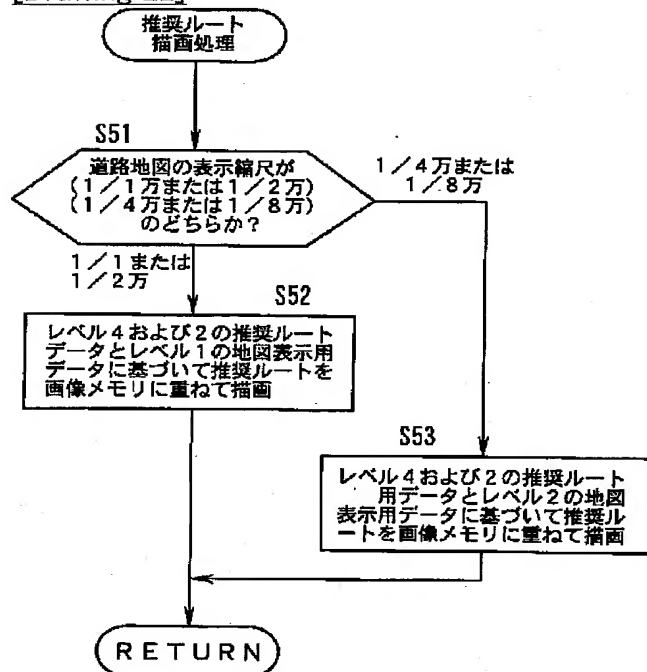 推奨ルート
描画処理
S51
道路地図の表示縮尺が
(1/1万または1/2万)
(1/4万または1/8万)
のどちらか?
1/4万または
1/8万
1/1または
1/2万
S52
レベル4および2の推奨ルート
データとレベル1の地図表示用
データに基づいて推奨ルートを
画像メモリに重ねて描画
S53
レベル4および2の推奨ルート
用データとレベル2の地図
表示用データに基づいて推奨ル
ートを画像メモリに重ねて描画
RETURN